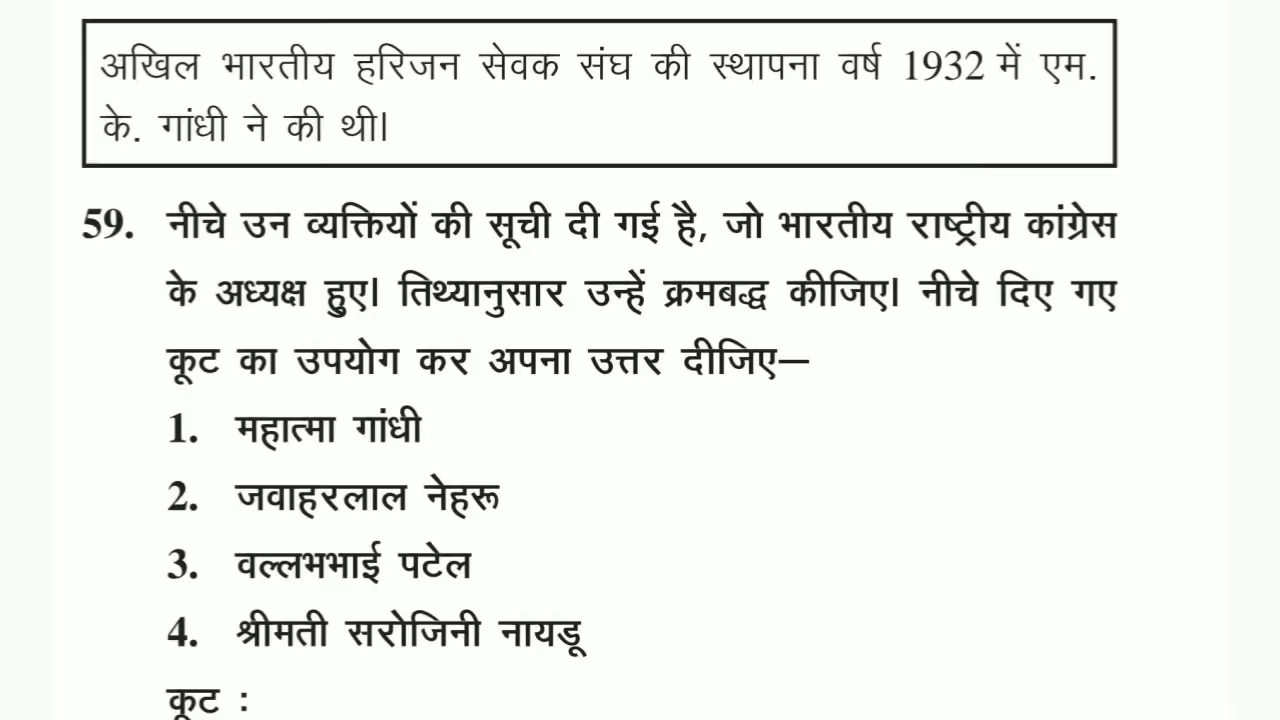 अखिल भारतीय हरिजन सेवक संघ की स्थापना वर्ष 1932 में एम.
के. गांधी ने की थी।
59. नीचे उन व्यक्तियों की सूची दी गई है, जो भारतीय राष्ट्रीय कांग्रेस
के अध्यक्ष हुए। तिथ्यानुसार उन्हें क्रमबद्ध कीजिए। नीचे दिए गए
कूट का उपयोग कर अपना उत्तर दीजिए—
1. महात्मा गांधी
2. जवाहरलाल नेहरू
3. वल्लभभाई पटेल
4. श्रीमती सरोजिनी नायडू
कूट :